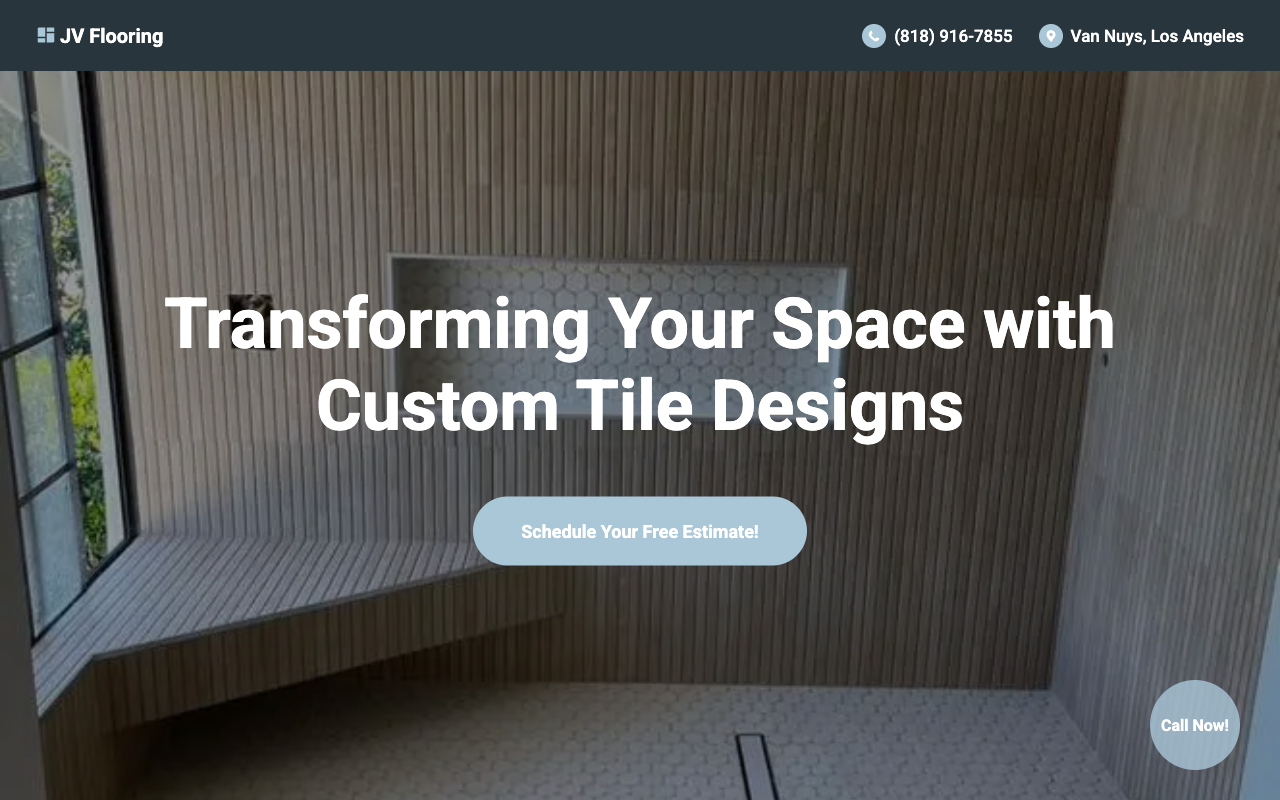 JV Flooring
(818) 916-7855
Van Nuys, Los Angeles
Transforming Your Space with
Custom Tile Designs
Schedule Your Free Estimate!
Call Now!